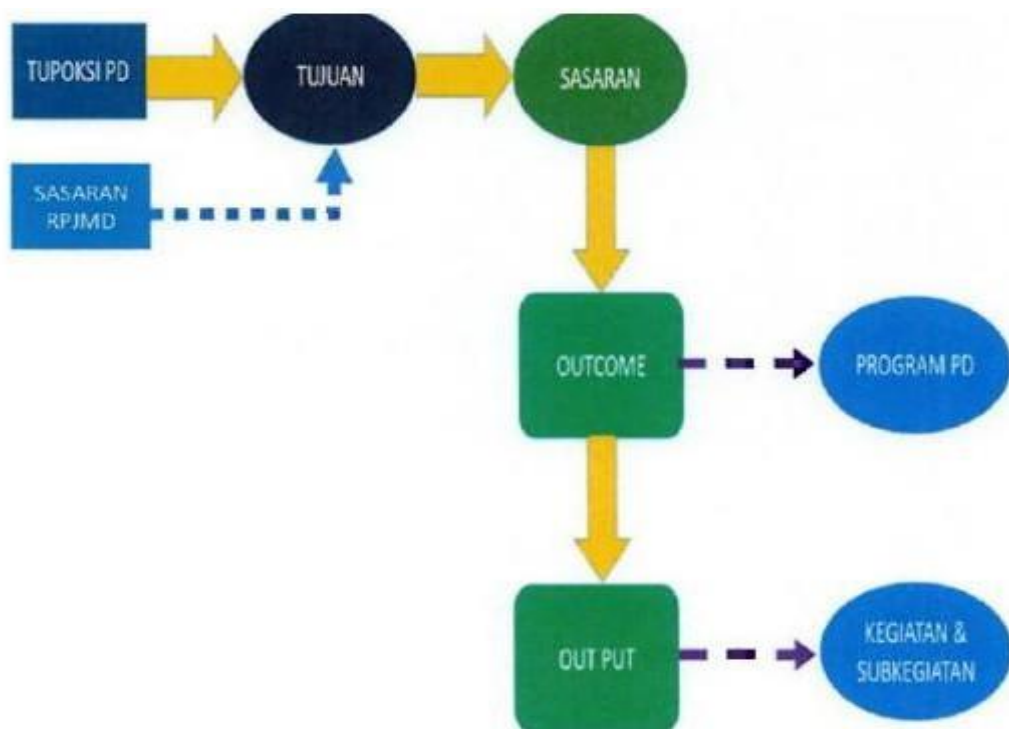 TUPOKSI PD
TUJUAN
SASARAN
SASARAN
RPJMD
OUTCOME
PROGRAM PD
OUT PUT
KEGIATAN &
SUBKEGIATAN